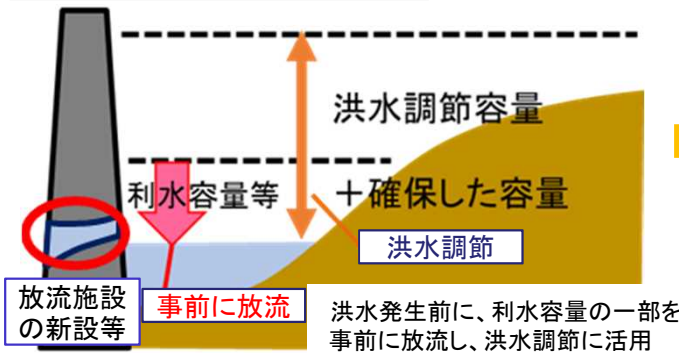 洪水調節容量
利水容量等
＋確保した容量
洪水調節
放流施設
の新設等
事前に放流
洪水発生前に、利水容量の一部を
事前に放流し、洪水調節に活用